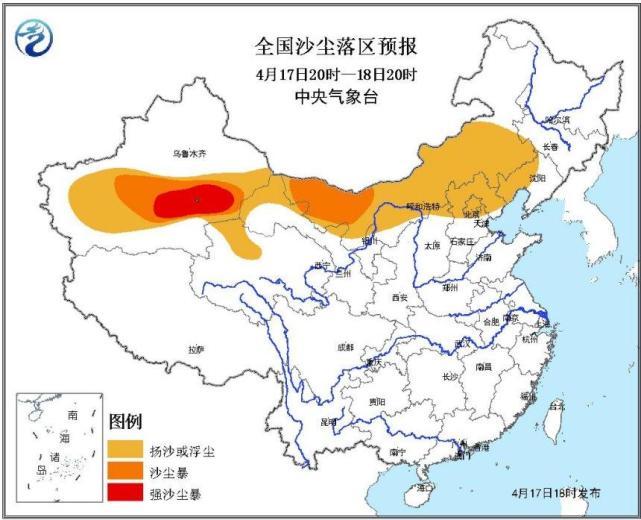 全国沙尘落区预报
4月17日20时—18日20时
中央气象台
哈尔滨
长春
乌鲁木齐
沈阳
呼和浩特
北京
天津
银川
太原
石家庄
西宁
兰州
济南
郑州
西安
合肥
南京
上海
拉萨
成都
武汉
杭州
重庆
长沙
南昌
贵阳
福州
昆明
台北
南宁
广州
香港
澳门
海口
南
海
诸
岛
图例
扬沙或浮尘
沙尘暴
强沙尘暴
4月17日18时发布